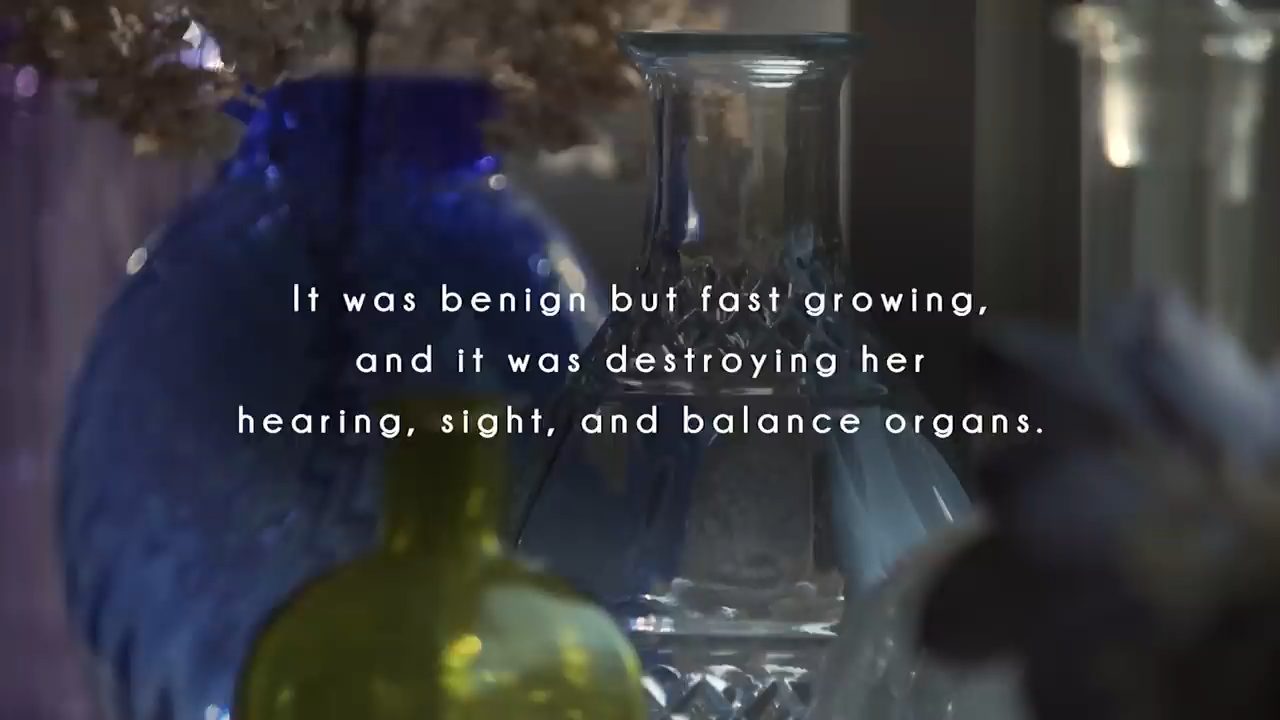 It was benign but fast growing,
and it was destroying her
hearing, sight, and balance organs.